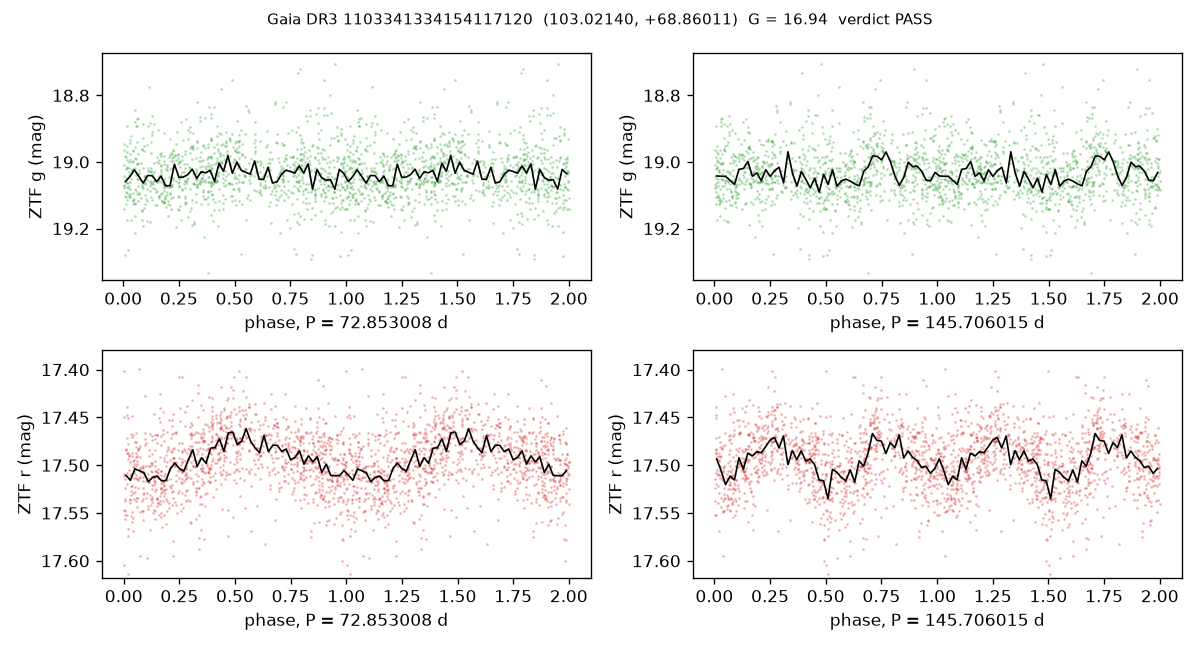 Gaia DR3 1103341334154117120  (103.02140, +68.86011)  G = 16.94  verdict PASS
ZTF g (mag)
18.8
19.0
19.2
0.00 0.25 0.50 0.75 1.00 1.25 1.50 1.75 2.00
phase, P = 72.853008 d
ZTF g (mag)
18.8
19.0
19.2
0.00 0.25 0.50 0.75 1.00 1.25 1.50 1.75 2.00
phase, P = 145.706015 d
ZTF r (mag)
17.40
17.45
17.50
17.55
17.60
0.00 0.25 0.50 0.75 1.00 1.25 1.50 1.75 2.00
phase, P = 72.853008 d
ZTF r (mag)
17.40
17.45
17.50
17.55
17.60
0.00 0.25 0.50 0.75 1.00 1.25 1.50 1.75 2.00
phase, P = 145.706015 d